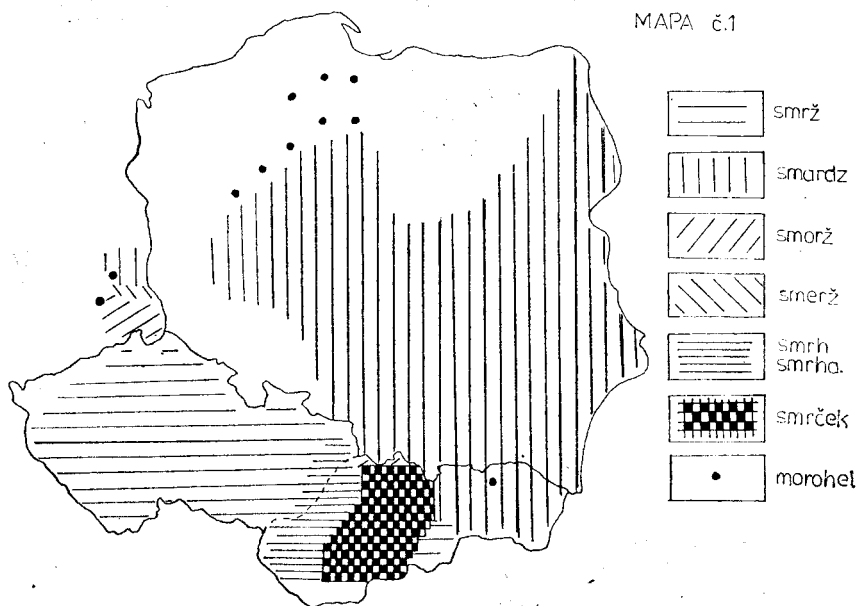 MAPA č.1
smrž
smardz
smorž
smerž
smrh
smrha.
smrček
morohel